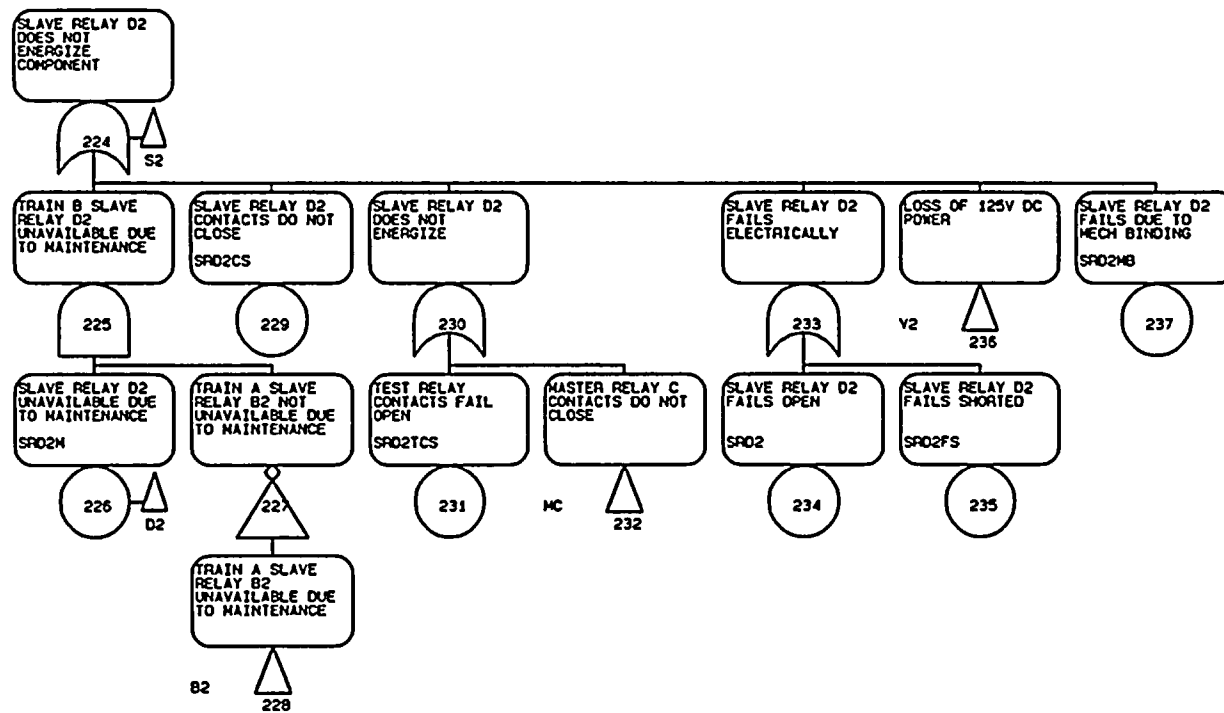 SLAVE RELAY D2
DOES NOT
ENERGIZE
COMPONENT
224
S2
TRAIN B SLAVE
RELAY D2
UNAVAILABLE DUE
TO MAINTENANCE
225
SLAVE RELAY D2
CONTACTS DO NOT
CLOSE
SRD2CS
229
SLAVE RELAY D2
DOES NOT
ENERGIZE
230
SLAVE RELAY D2
FAILS
ELECTRICALLY
233
LOSS OF 125V DC
POWER
V2
236
SLAVE RELAY D2
FAILS DUE TO
MECH BINDING
SRD2MB
237
SLAVE RELAY D2
UNAVAILABLE DUE
TO MAINTENANCE
SRD2M
226
D2
TRAIN A SLAVE
RELAY B2 NOT
UNAVAILABLE DUE
TO MAINTENANCE
227
TEST RELAY
CONTACTS FAIL
OPEN
SRD2TCS
231
MASTER RELAY C
CONTACTS DO NOT
CLOSE
MC
232
SLAVE RELAY D2
FAILS OPEN
SRD2
234
SLAVE RELAY D2
FAILS SHORTED
SRD2FS
235
TRAIN A SLAVE
RELAY B2
UNAVAILABLE DUE
TO MAINTENANCE
B2
228